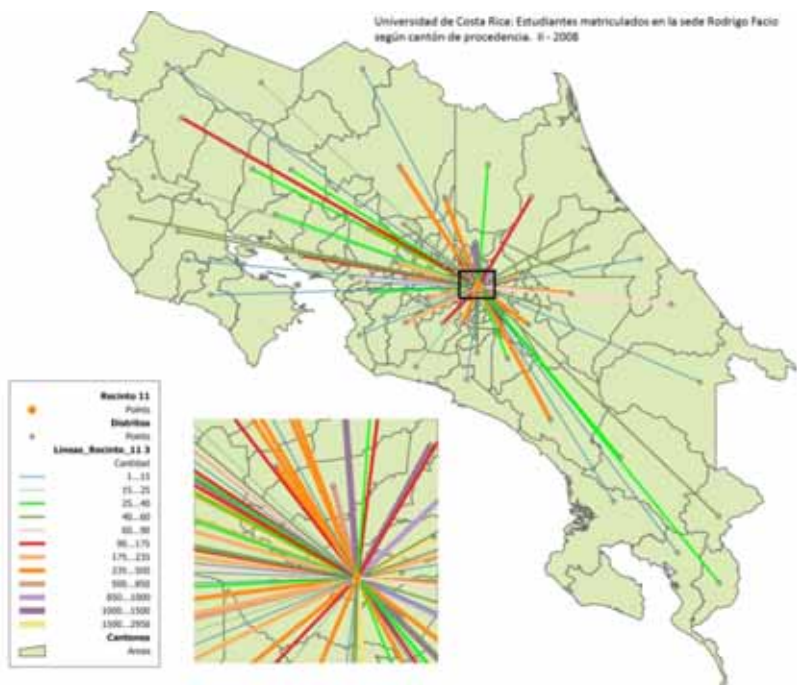 Universidad de Costa Rica: Estudiantes matriculados en la sede Rodrigo Facio
según cantón de procedencia. II - 2008
Recinto 11
Points
Distritos
Points
Lineas_Recinto_11 3
Cantidad
1...15
15...25
25...40
40...60
60...90
90...175
175...235
235...500
500...850
850...1000
1000...1500
1500...2950
Cantones
Areas